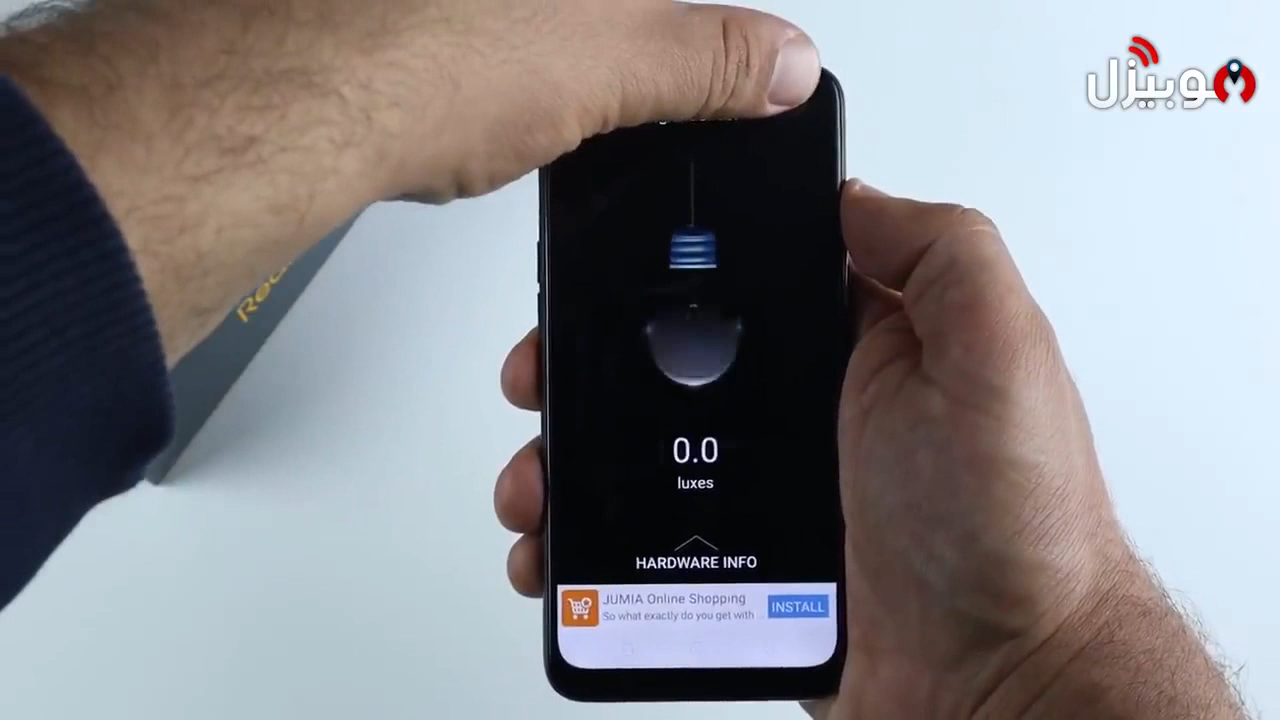 موبيزل
0.0
luxes
HARDWARE INFO
JUMIA Online Shopping
So what exactly do you get with
INSTALL